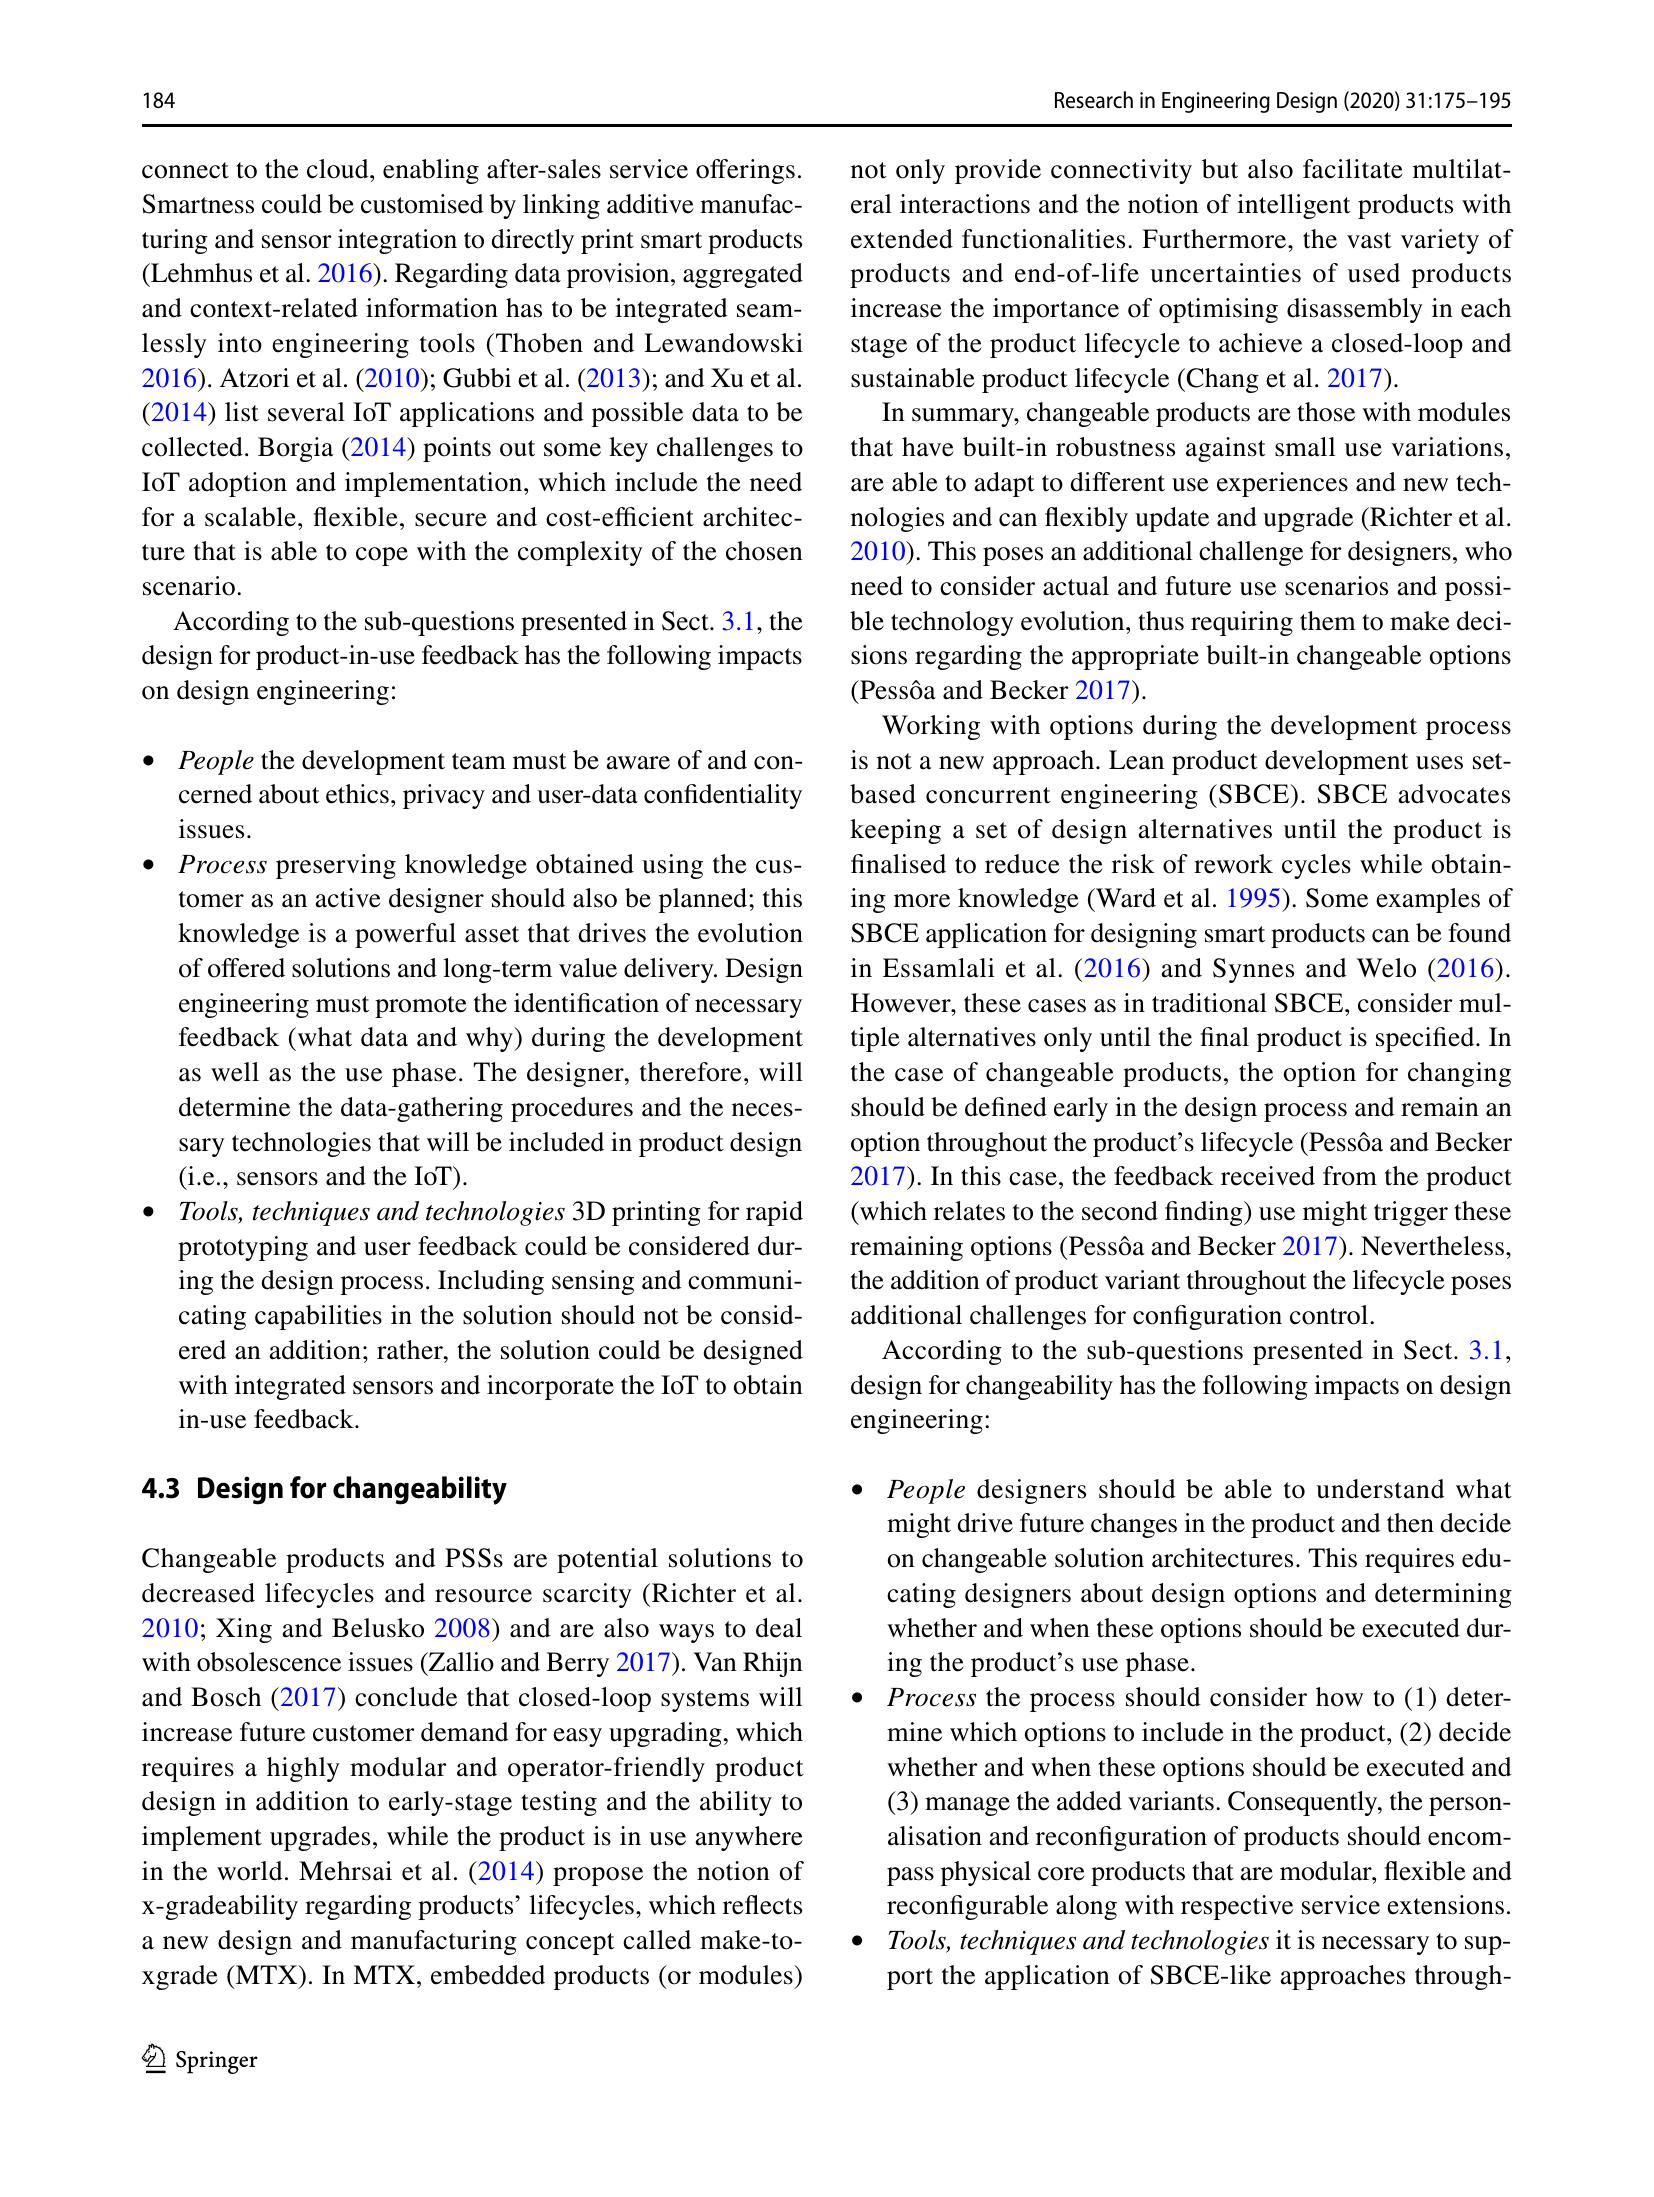 184
Research in Engineering Design (2020) 31:175–195
connect to the cloud, enabling after-sales service offerings.
Smartness could be customised by linking additive manufac-
turing and sensor integration to directly print smart products
(Lehmhus et al. 2016). Regarding data provision, aggregated
and context-related information has to be integrated seam-
lessly into engineering tools (Thoben and Lewandowski
2016). Atzori et al. (2010); Gubbi et al. (2013); and Xu et al.
(2014) list several IoT applications and possible data to be
collected. Borgia (2014) points out some key challenges to
IoT adoption and implementation, which include the need
for a scalable, flexible, secure and cost-efficient architec-
ture that is able to cope with the complexity of the chosen
scenario.
According to the sub-questions presented in Sect. 3.1, the
design for product-in-use feedback has the following impacts
on design engineering:
• People the development team must be aware of and con-
cerned about ethics, privacy and user-data confidentiality
issues.
• Process preserving knowledge obtained using the cus-
tomer as an active designer should also be planned; this
knowledge is a powerful asset that drives the evolution
of offered solutions and long-term value delivery. Design
engineering must promote the identification of necessary
feedback (what data and why) during the development
as well as the use phase. The designer, therefore, will
determine the data-gathering procedures and the neces-
sary technologies that will be included in product design
(i.e., sensors and the IoT).
• Tools, techniques and technologies 3D printing for rapid
prototyping and user feedback could be considered dur-
ing the design process. Including sensing and communi-
cating capabilities in the solution should not be consid-
ered an addition; rather, the solution could be designed
with integrated sensors and incorporate the IoT to obtain
in-use feedback.
4.3 Design for changeability
Changeable products and PSSs are potential solutions to
decreased lifecycles and resource scarcity (Richter et al.
2010; Xing and Belusko 2008) and are also ways to deal
with obsolescence issues (Zallio and Berry 2017). Van Rhijn
and Bosch (2017) conclude that closed-loop systems will
increase future customer demand for easy upgrading, which
requires a highly modular and operator-friendly product
design in addition to early-stage testing and the ability to
implement upgrades, while the product is in use anywhere
in the world. Mehrsai et al. (2014) propose the notion of
x-gradeability regarding products’ lifecycles, which reflects
a new design and manufacturing concept called make-to-
xgrade (MTX). In MTX, embedded products (or modules)
not only provide connectivity but also facilitate multilat-
eral interactions and the notion of intelligent products with
extended functionalities. Furthermore, the vast variety of
products and end-of-life uncertainties of used products
increase the importance of optimising disassembly in each
stage of the product lifecycle to achieve a closed-loop and
sustainable product lifecycle (Chang et al. 2017).
In summary, changeable products are those with modules
that have built-in robustness against small use variations,
are able to adapt to different use experiences and new tech-
nologies and can flexibly update and upgrade (Richter et al.
2010). This poses an additional challenge for designers, who
need to consider actual and future use scenarios and possi-
ble technology evolution, thus requiring them to make deci-
sions regarding the appropriate built-in changeable options
(Pessôa and Becker 2017).
Working with options during the development process
is not a new approach. Lean product development uses set-
based concurrent engineering (SBCE). SBCE advocates
keeping a set of design alternatives until the product is
finalised to reduce the risk of rework cycles while obtain-
ing more knowledge (Ward et al. 1995). Some examples of
SBCE application for designing smart products can be found
in Essamlali et al. (2016) and Synnes and Welo (2016).
However, these cases as in traditional SBCE, consider mul-
tiple alternatives only until the final product is specified. In
the case of changeable products, the option for changing
should be defined early in the design process and remain an
option throughout the product’s lifecycle (Pessôa and Becker
2017). In this case, the feedback received from the product
(which relates to the second finding) use might trigger these
remaining options (Pessôa and Becker 2017). Nevertheless,
the addition of product variant throughout the lifecycle poses
additional challenges for configuration control.
According to the sub-questions presented in Sect. 3.1,
design for changeability has the following impacts on design
engineering:
• People designers should be able to understand what
might drive future changes in the product and then decide
on changeable solution architectures. This requires edu-
cating designers about design options and determining
whether and when these options should be executed dur-
ing the product’s use phase.
• Process the process should consider how to (1) deter-
mine which options to include in the product, (2) decide
whether and when these options should be executed and
(3) manage the added variants. Consequently, the person-
alisation and reconfiguration of products should encom-
pass physical core products that are modular, flexible and
reconfigurable along with respective service extensions.
• Tools, techniques and technologies it is necessary to sup-
port the application of SBCE-like approaches through-
Springer